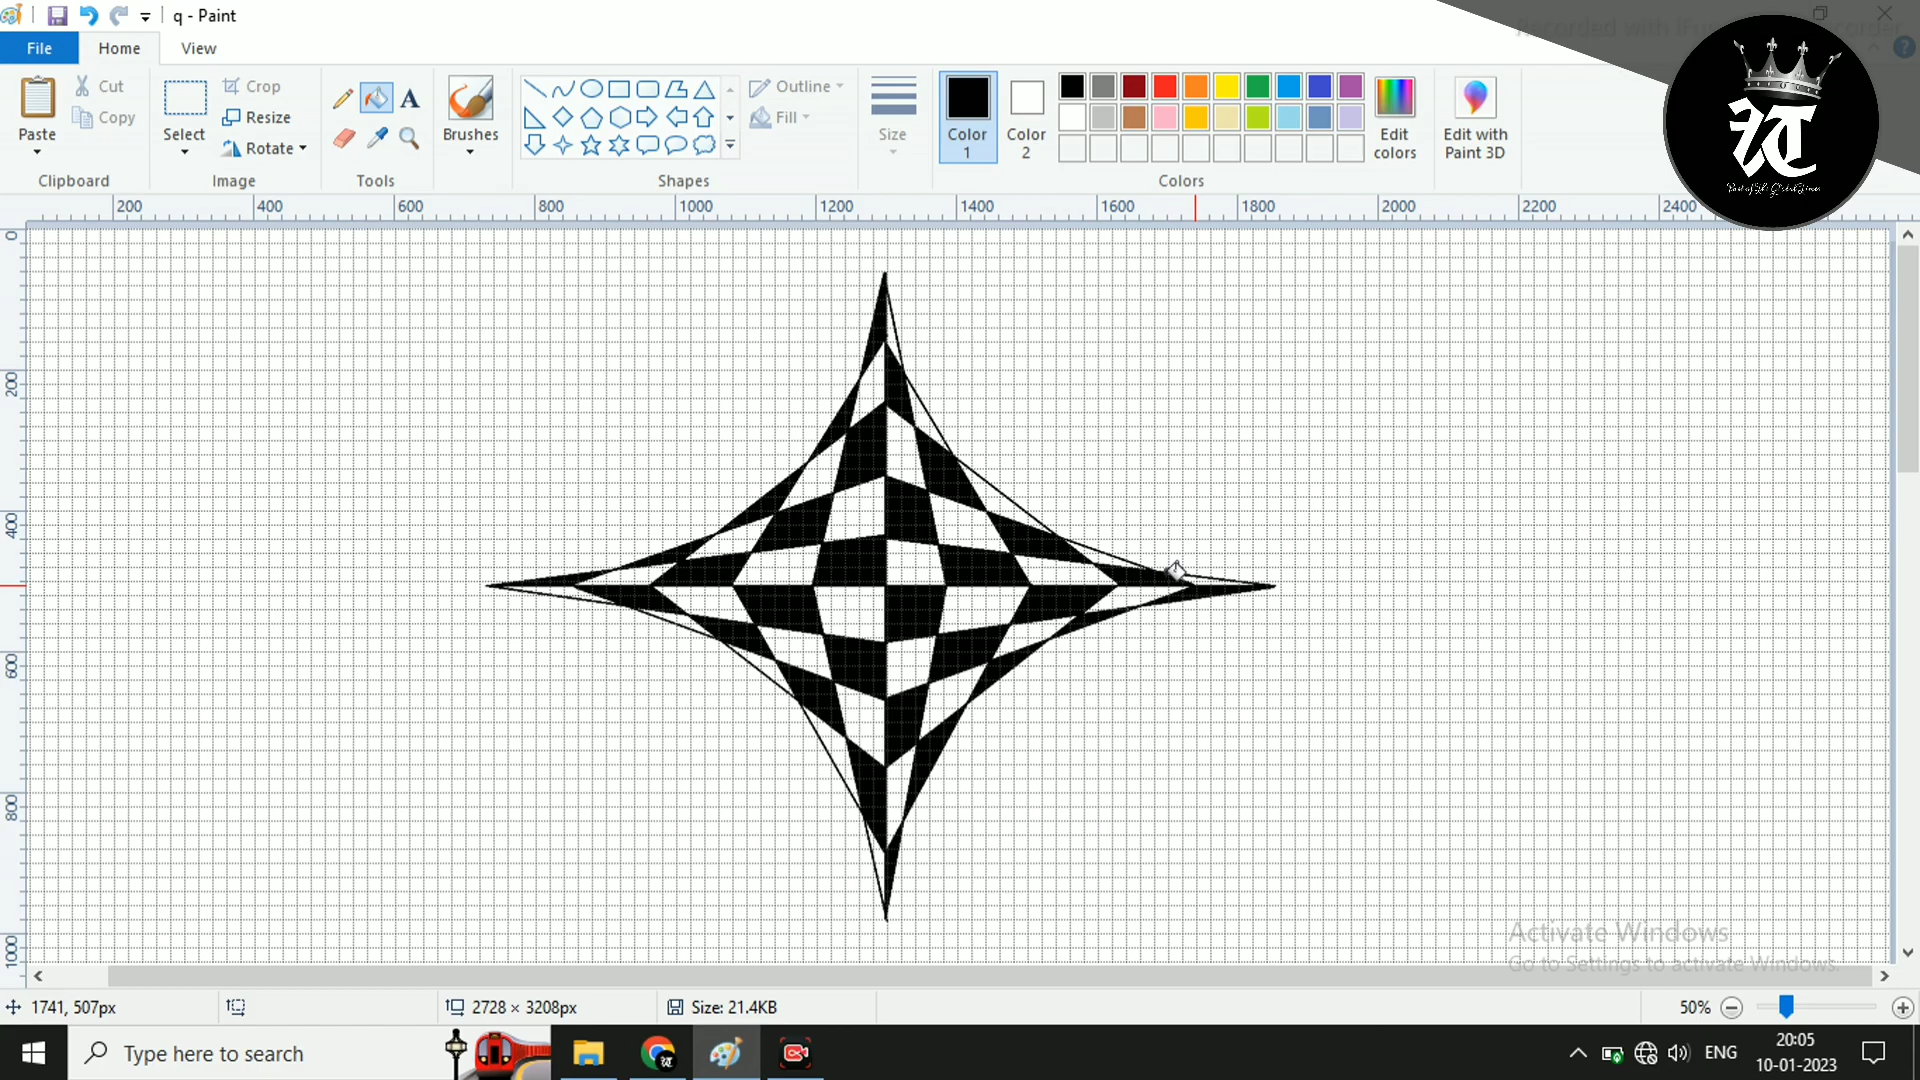 q - Paint
File Home View
Paste
Cut
Copy
Clipboard
Select
Crop
Resize
Rotate
Image
A
Tools
Brushes
Shapes
Outline
Fill
Size
Color 1
Color 2
Edit colors
Colors
Edit with Paint 3D
200 400 600 800 1000 1200 1400 1600 1800 2000 2200 2400
0
200
400
600
800
1000
Activate Windows
Go to Settings to activate Windows.
1741, 507px
2728 × 3208px
Size: 21.4KB
50%
Type here to search
ENG
20:05
10-01-2023